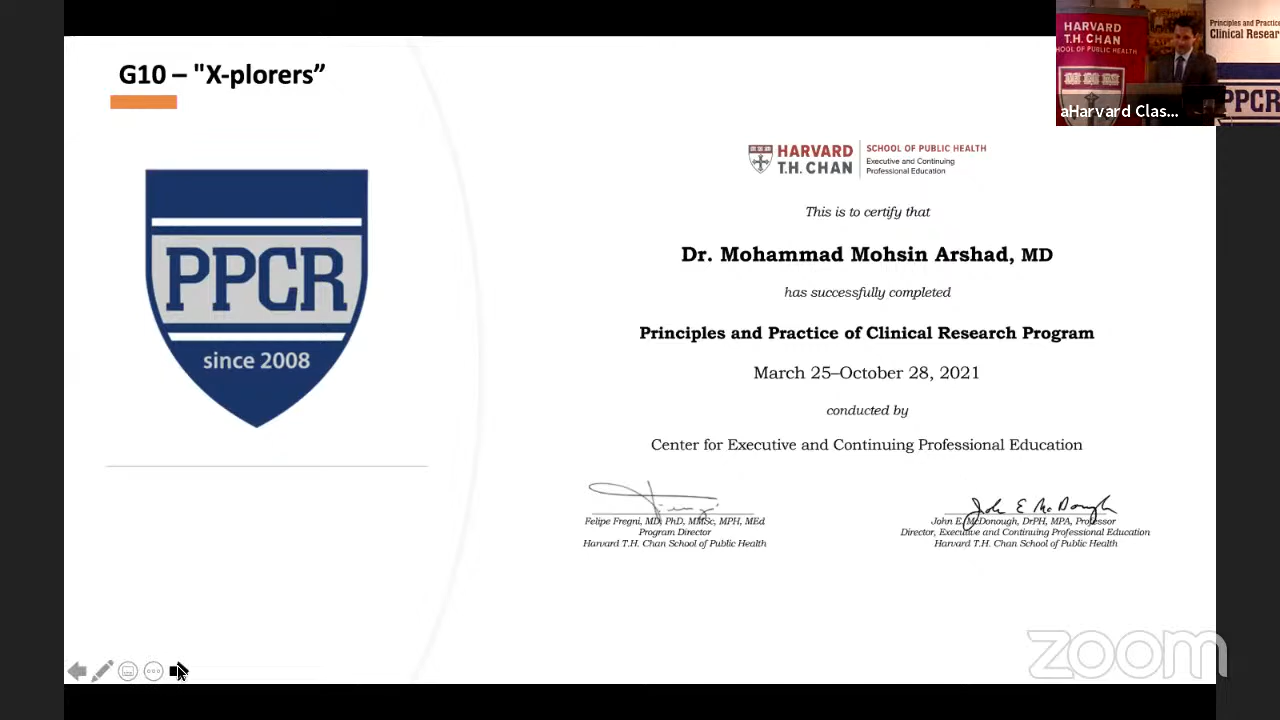 G10 – "X-plorers”
HARVARD
T.H. CHAN
SCHOOL OF PUBLIC HEALTH
Principles and Practice
Clinical Resear
PPCR
aHarvard Clas...
HARVARD
T.H. CHAN
SCHOOL OF PUBLIC HEALTH
Executive and Continuing
Professional Education
PPCR
since 2008
This is to certify that
Dr. Mohammad Mohsin Arshad, MD
has successfully completed
Principles and Practice of Clinical Research Program
March 25–October 28, 2021
conducted by
Center for Executive and Continuing Professional Education
John E McDonough
Felipe Fregni, MD, PhD, MMSc, MPH, MEd
Program Director
Harvard T.H. Chan School of Public Health
John E. McDonough, DrPH, MPA, Professor
Director, Executive and Continuing Professional Education
Harvard T.H. Chan School of Public Health
zoom